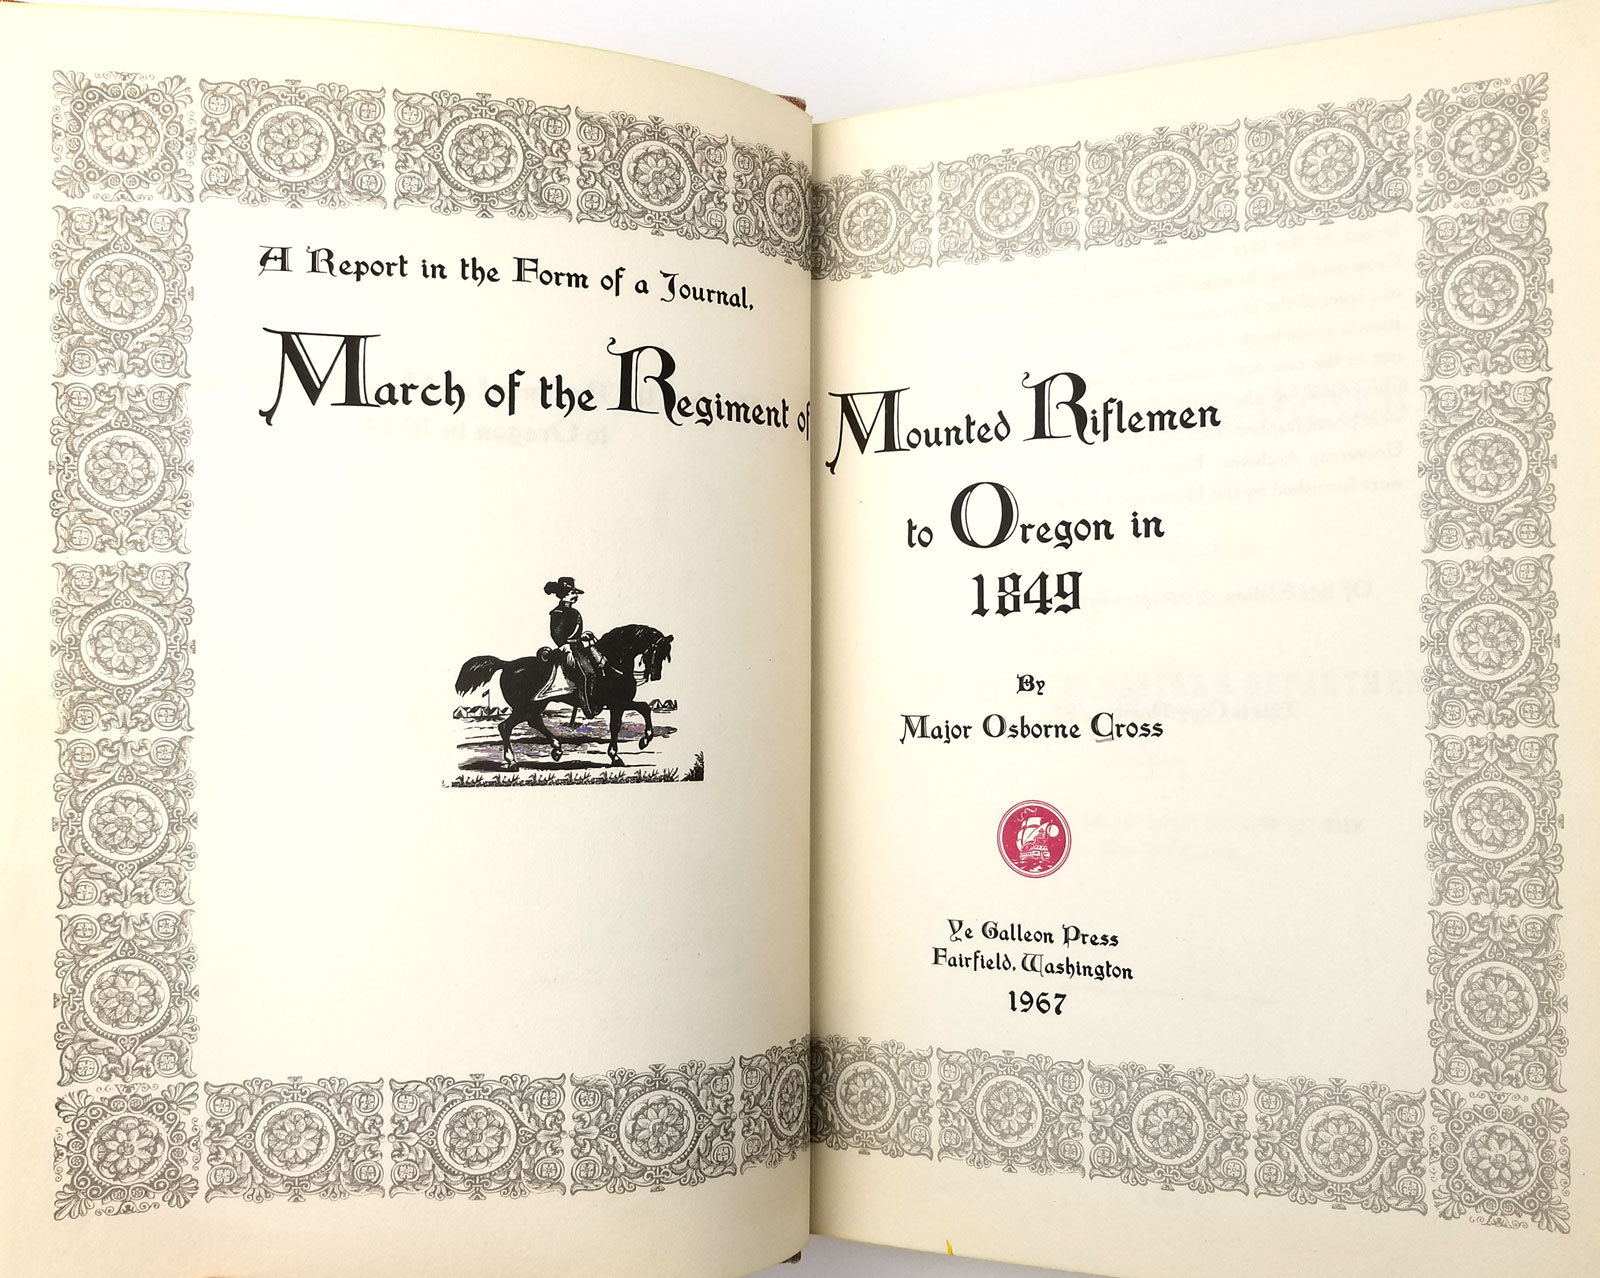 A Report in the Form of a Journal,
March of the Regiment of Mounted Riflemen
to Oregon in
1849
By
Major Osborne Cross
Ye Galleon Press
Fairfield, Washington
1967